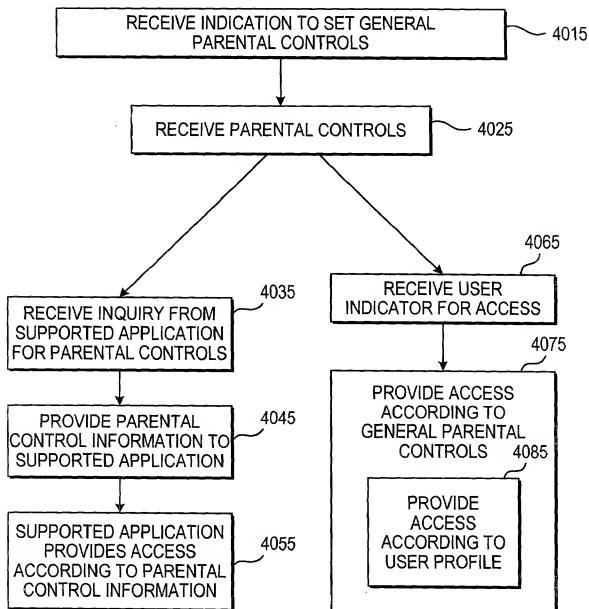 RECEIVE INDICATION TO SET GENERAL
PARENTAL CONTROLS
4015
RECEIVE PARENTAL CONTROLS
4025
RECEIVE INQUIRY FROM
SUPPORTED APPLICATION
FOR PARENTAL CONTROLS
4035
PROVIDE PARENTAL
CONTROL INFORMATION TO
SUPPORTED APPLICATION
4045
SUPPORTED APPLICATION
PROVIDES ACCESS
ACCORDING TO PARENTAL
CONTROL INFORMATION
4055
4065
RECEIVE USER
INDICATOR FOR ACCESS
4075
PROVIDE ACCESS
ACCORDING TO
GENERAL PARENTAL
CONTROLS
4085
PROVIDE
ACCESS
ACCORDING TO
USER PROFILE